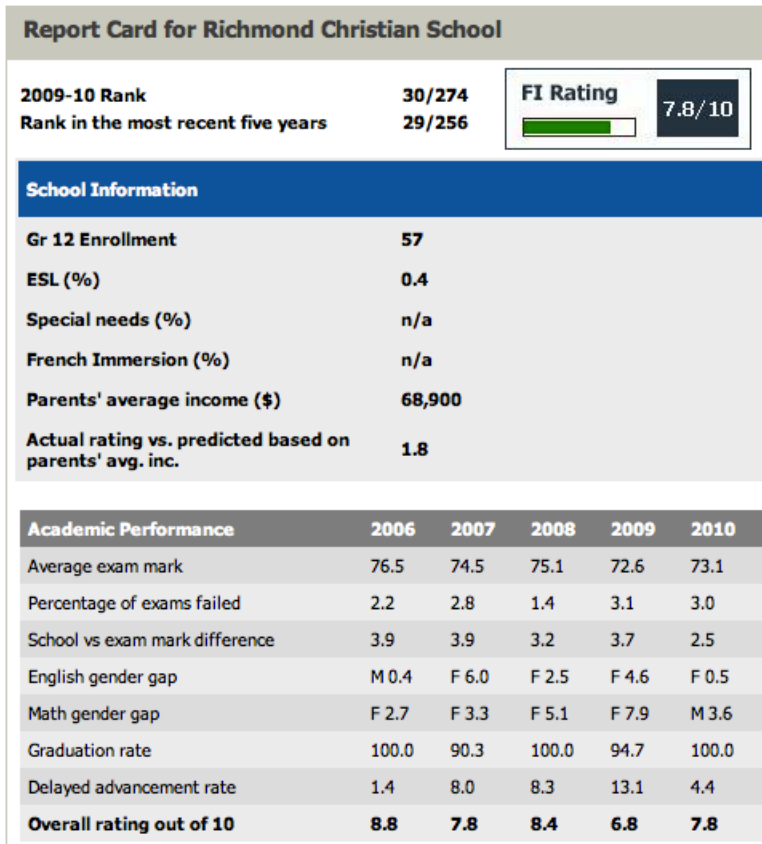 Report Card for Richmond Christian School
2009-10 Rank 30/274
Rank in the most recent five years 29/256
FI Rating
7.8/10
School Information
Gr 12 Enrollment 57
ESL (%) 0.4
Special needs (%) n/a
French Immersion (%) n/a
Parents' average income ($) 68,900
Actual rating vs. predicted based on
parents' avg. inc. 1.8
Academic Performance 2006 2007 2008 2009 2010
Average exam mark 76.5 74.5 75.1 72.6 73.1
Percentage of exams failed 2.2 2.8 1.4 3.1 3.0
School vs exam mark difference 3.9 3.9 3.2 3.7 2.5
English gender gap M 0.4 F 6.0 F 2.5 F 4.6 F 0.5
Math gender gap F 2.7 F 3.3 F 5.1 F 7.9 M 3.6
Graduation rate 100.0 90.3 100.0 94.7 100.0
Delayed advancement rate 1.4 8.0 8.3 13.1 4.4
Overall rating out of 10 8.8 7.8 8.4 6.8 7.8